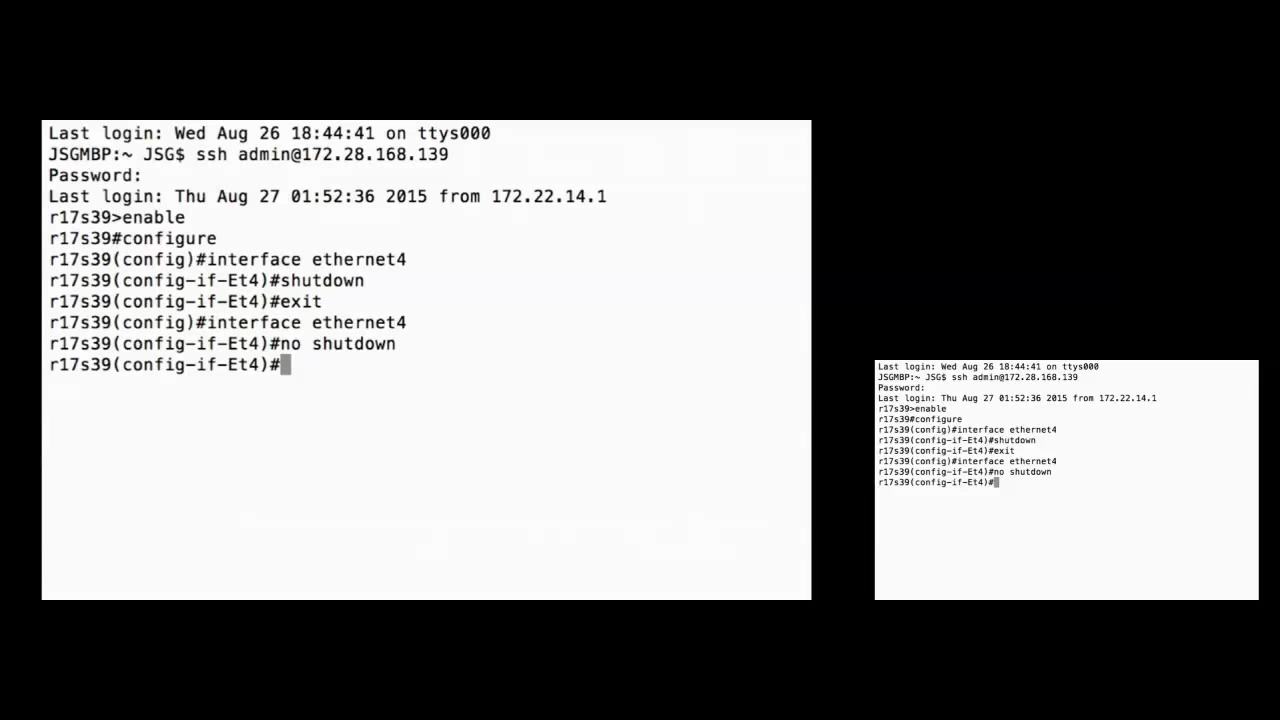 Last login: Wed Aug 26 18:44:41 on ttys000
JSGMBP:~ JSG$ ssh admin@172.28.168.139
Password:
Last login: Thu Aug 27 01:52:36 2015 from 172.22.14.1
r17s39>enable
r17s39#configure
r17s39(config)#interface ethernet4
r17s39(config-if-Et4)#shutdown
r17s39(config-if-Et4)#exit
r17s39(config)#interface ethernet4
r17s39(config-if-Et4)#no shutdown
r17s39(config-if-Et4)#
Last login: Wed Aug 26 18:44:41 on ttys000
JSGMBP:~ JSG$ ssh admin@172.28.168.139
Password:
Last login: Thu Aug 27 01:52:36 2015 from 172.22.14.1
r17s39>enable
r17s39#configure
r17s39(config)#interface ethernet4
r17s39(config-if-Et4)#shutdown
r17s39(config-if-Et4)#exit
r17s39(config)#interface ethernet4
r17s39(config-if-Et4)#no shutdown
r17s39(config-if-Et4)#